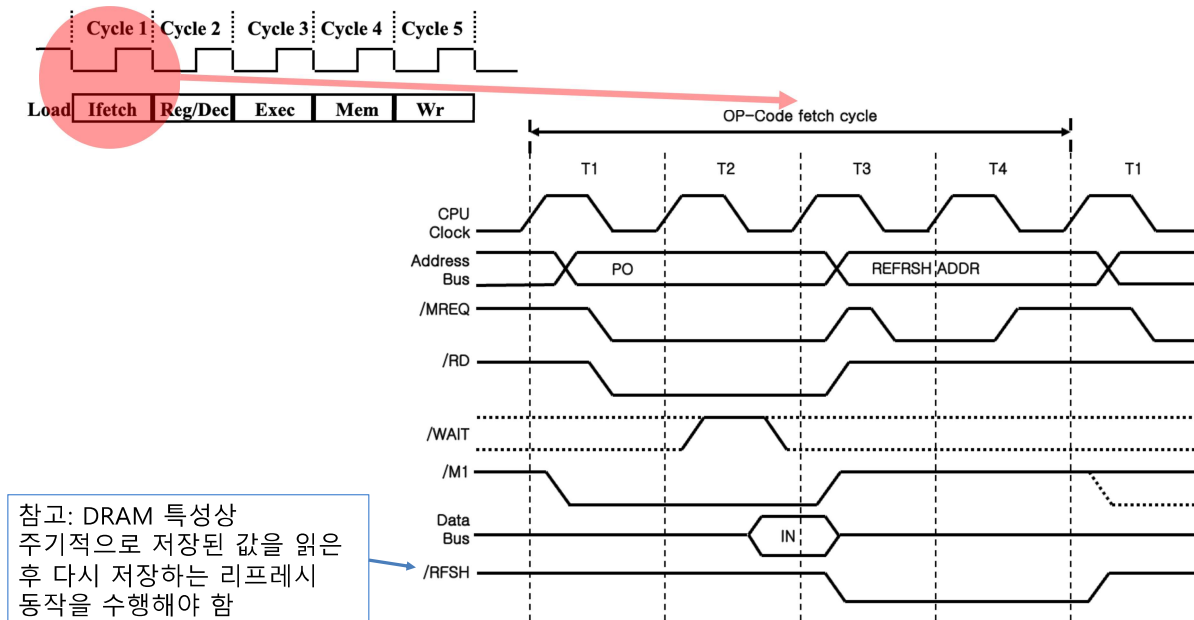 Cycle 1 Cycle 2 Cycle 3 Cycle 4 Cycle 5
Load Ifetch Reg/Dec Exec Mem Wr
OP-Code fetch cycle
T1 T2 T3 T4 T1
CPU
Clock
Address
Bus
PO REFRSH ADDR
/MREQ
/RD
/WAIT
/M1
Data
Bus
IN
/RFSH
참고: DRAM 특성상
주기적으로 저장된 값을 읽은
후 다시 저장하는 리프레시
동작을 수행해야 함